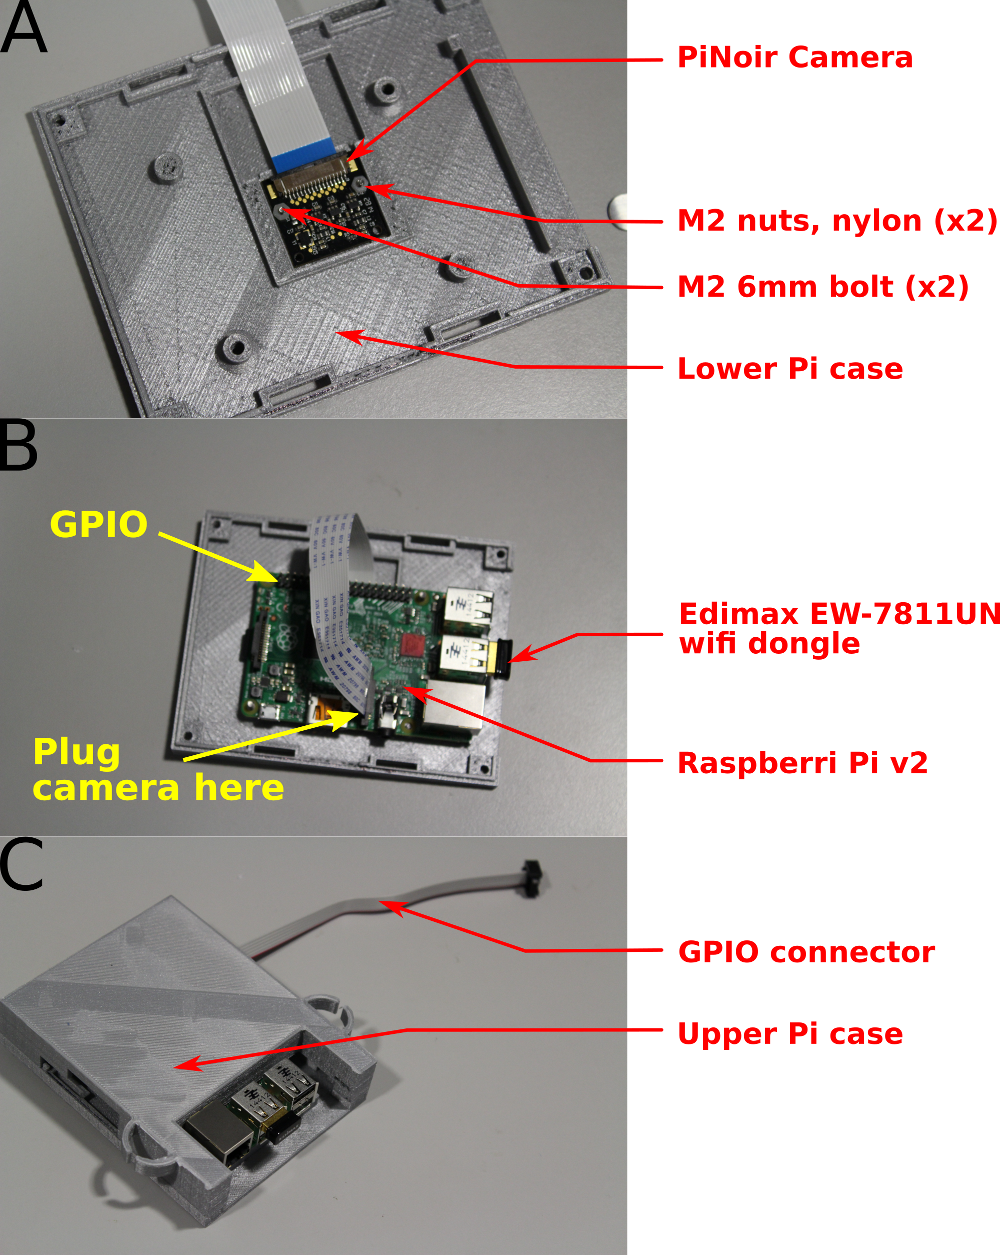 A
PiNoir Camera
M2 nuts, nylon (x2)
M2 6mm bolt (x2)
Lower Pi case
B
GPIO
Edimax EW-7811UN
wifi dongle
Plug
camera here
Raspberri Pi v2
C
GPIO connector
Upper Pi case